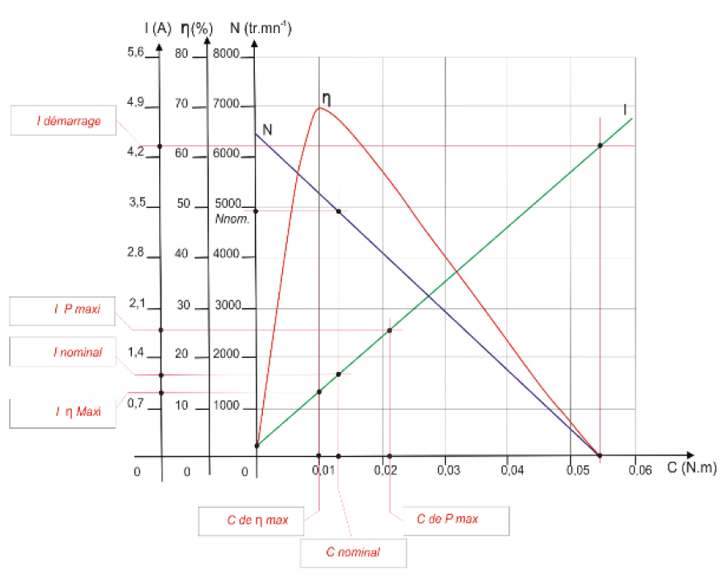 I (A) η(%) N (tr.mn⁻¹)
5,6 80 8000
4,9 70 7000
η
I
I démarrage
N
4,2 60 6000
3,5 50 5000
Nnom.
2,8 40 4000
2,1 30 3000
I P maxi
I nominal
1,4 20 2000
I η Maxi
0,7 10 1000
0 0 0 0,01 0,02 0,03 0,04 0,05 0,06 C (N.m)
C de η max
C de P max
C nominal